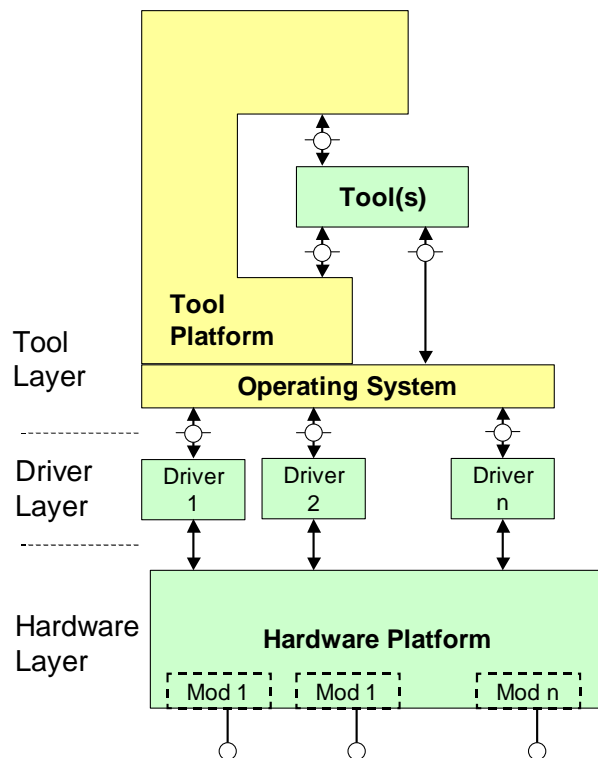 Tool(s)
Tool
Platform
Tool
Layer
Operating System
Driver
Layer
Driver
1
Driver
2
Driver
n
Hardware
Layer
Hardware Platform
Mod 1
Mod 1
Mod n